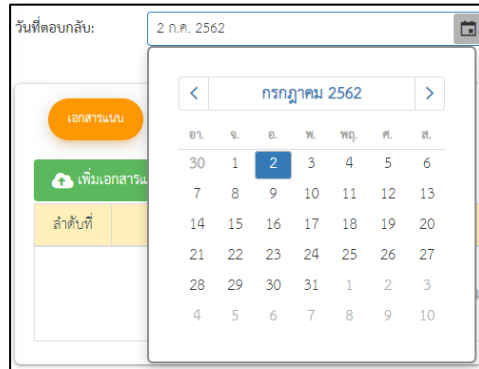 วันที่ตอบกลับ: 2 ก.ค. 2562
กรกฎาคม 2562
เอกสารแนบ
อา. จ. อ. พ. พฤ. ศ. ส.
30 1 2 3 4 5 6
เพิ่มเอกสารแ
7 8 9 10 11 12 13
ลำดับที่
14 15 16 17 18 19 20
21 22 23 24 25 26 27
28 29 30 31 1 2 3
4 5 6 7 8 9 10